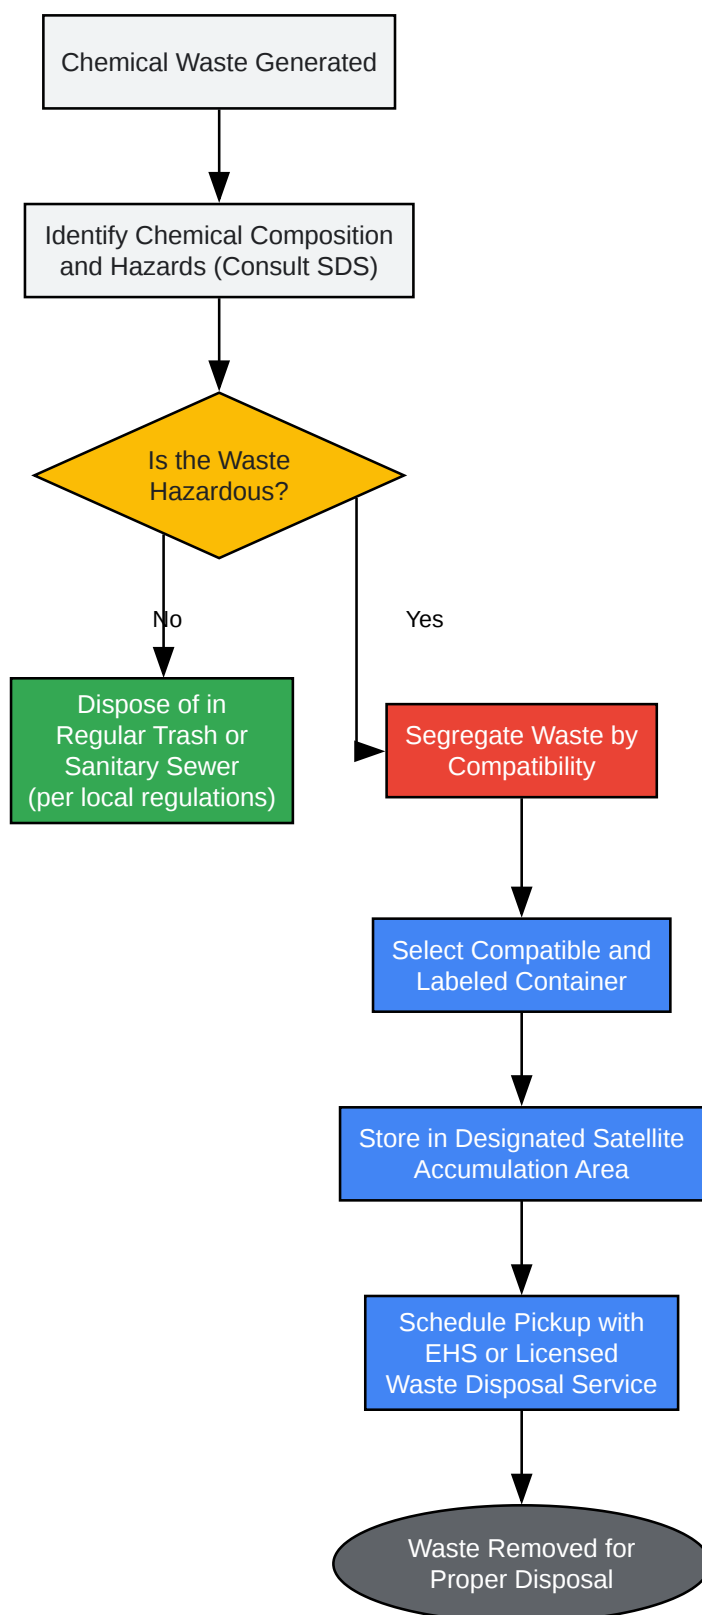 Chemical Waste Generated
Identify Chemical Composition
and Hazards (Consult SDS)
Is the Waste
Hazardous?
No
Yes
Dispose of in
Regular Trash or
Sanitary Sewer
(per local regulations)
Segregate Waste by
Compatibility
Select Compatible and
Labeled Container
Store in Designated Satellite
Accumulation Area
Schedule Pickup with
EHS or Licensed
Waste Disposal Service
Waste Removed for
Proper Disposal